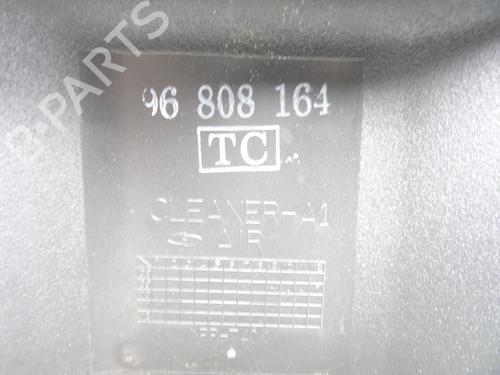 B-PARTS
96 808 164
TC
CLEANER-A1
AIR